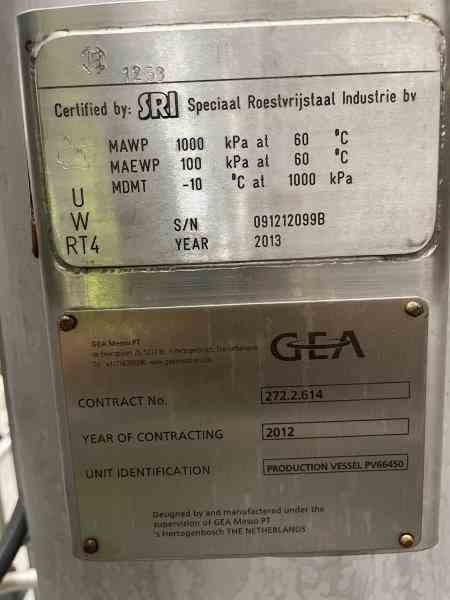 1253
Certified by: SRI Speciaal Roestvrijstaal Industrie bv
MAWP 1000 kPa at 60 °C
MAEWP 100 kPa at 60 °C
MDMT -10 °C at 1000 kPa
U
W
RT4
S/N 091212099B
YEAR 2013
GEA Messo PT
GEA
CONTRACT No. 272.2.614
YEAR OF CONTRACTING 2012
UNIT IDENTIFICATION PRODUCTION VESSEL PV66450
Designed by and manufactured under the
supervision of GEA Messo PT
's Hertogenbosch THE NETHERLANDS